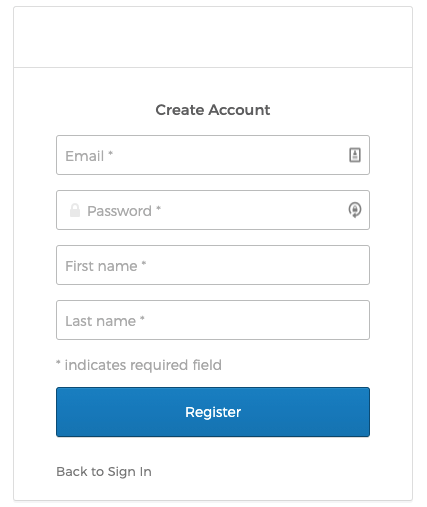 Create Account
Email *
Password *
First name *
Last name *
* indicates required field
Register
Back to Sign In